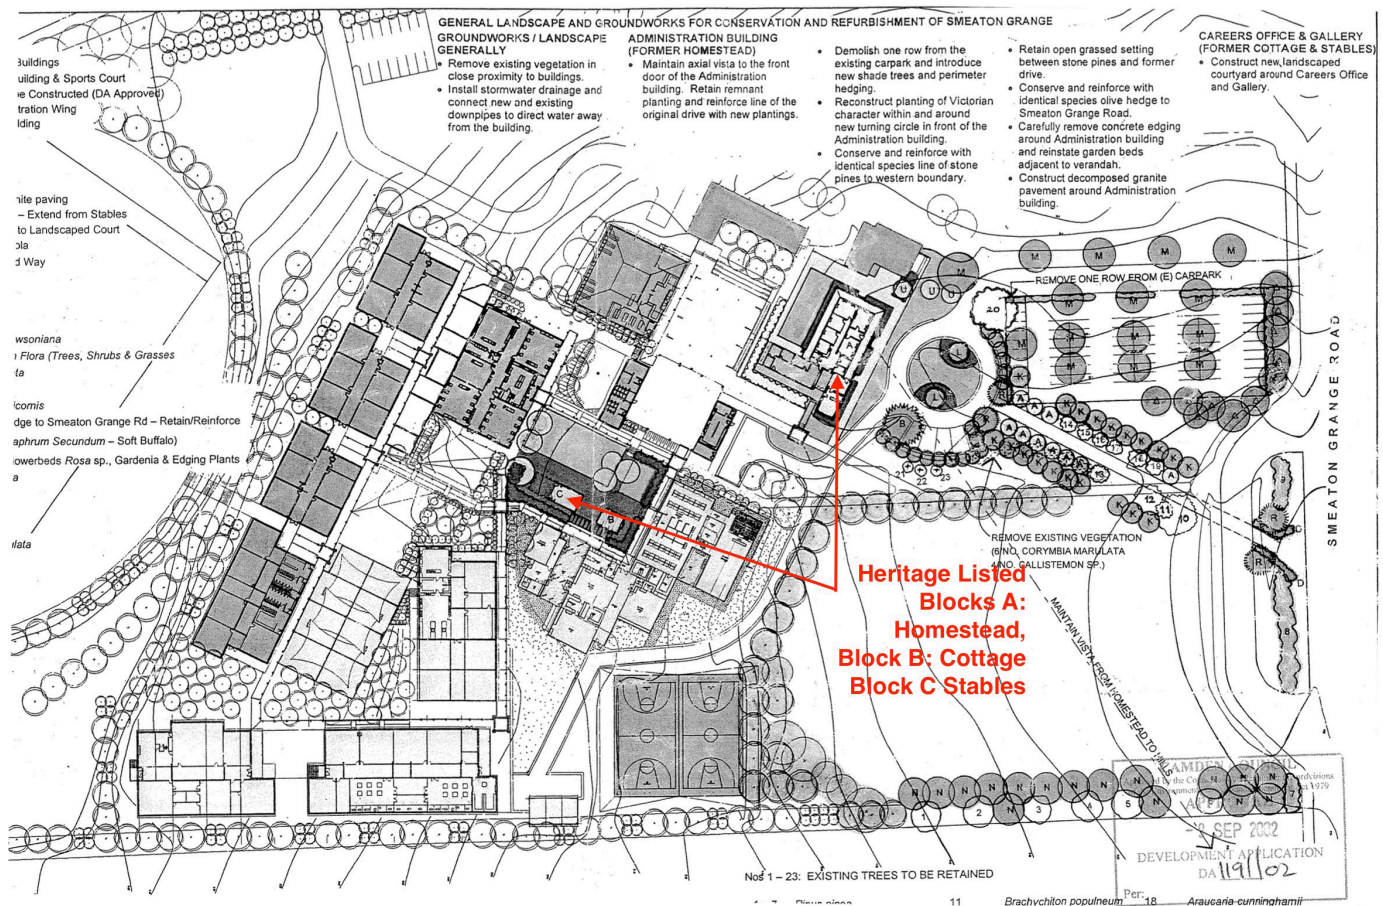 GENERAL LANDSCAPE AND GROUNDWORKS FOR CONSERVATION AND REFURBISHMENT OF SMEATON GRANGE
GROUNDWORKS / LANDSCAPE
GENERALLY
• Remove existing vegetation in
close proximity to buildings.
• Install stormwater drainage and
connect new and existing
downpipes to direct water away
from the building.
ADMINISTRATION BUILDING
(FORMER HOMESTEAD)
• Maintain axial vista to the front
door of the Administration
building. Retain remnant
planting and reinforce line of the
original drive with new plantings.
• Demolish one row from the
existing carpark and introduce
new shade trees and perimeter
hedging.
• Reconstruct planting of Victorian
character within and around
new turning circle in front of the
Administration building.
• Conserve and reinforce with
identical species line of stone
pines to western boundary.
• Retain open grassed setting
between stone pines and former
drive.
• Conserve and reinforce with
identical species olive hedge to
Smeaton Grange Road.
• Carefully remove concrete edging
around Administration building
and reinstate garden beds
adjacent to verandah.
• Construct decomposed granite
pavement around Administration
building.
CAREERS OFFICE & GALLERY
(FORMER COTTAGE & STABLES)
• Construct new landscaped
courtyard around Careers Office
and Gallery.
Buildings
uilding & Sports Court
e Constructed (DA Approved)
tration Wing
lding
nite paving
– Extend from Stables
to Landscaped Court
ola
d Way
wsoniana
Flora (Trees, Shrubs & Grasses
ta
icomis
dge to Smeaton Grange Rd – Retain/Reinforce
aphrum Secundum – Soft Buffalo)
owerbeds Rosa sp., Gardenia & Edging Plants
a
ulata
REMOVE ONE ROW FROM (E) CARPARK
SMEATON GRANGE ROAD
REMOVE EXISTING VEGETATION
(6 NO. CORYMBIA MARULATA
4 NO. CALLISTEMON SP.)
MAINTAIN VISTA FROM HOMESTEAD TO HILLS
Heritage Listed
Blocks A:
Homestead,
Block B: Cottage
Block C Stables
CAMDEN COUNCIL
-9 SEP 2002
DEVELOPMENT APPLICATION
DA 1191/02
Per:
Nos 1 – 23: EXISTING TREES TO BE RETAINED
1 – 7 Pinus pinea
11 Brachychiton populneum
18 Araucaria cunninghamii